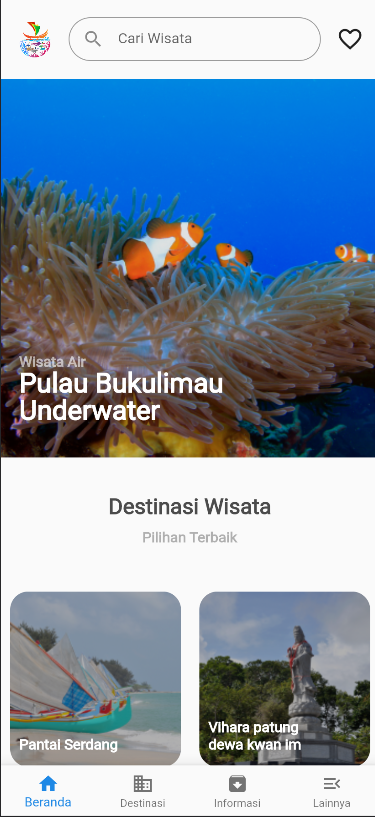 Cari Wisata
Wisata Air
Pulau Bukulimau
Underwater
Destinasi Wisata
Pilihan Terbaik
Pantai Serdang
Vihara patung
dewa kwan im
Beranda
Destinasi
Informasi
Lainnya